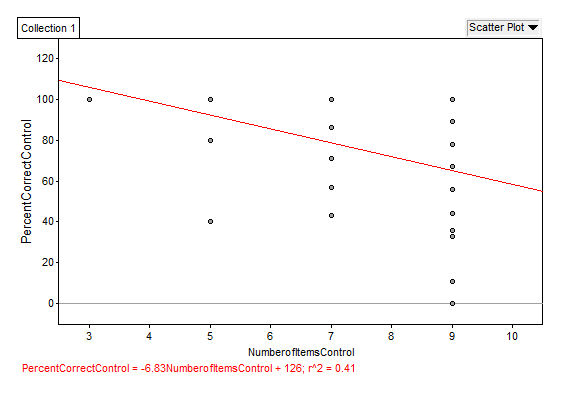 Collection 1
Scatter Plot
120
100
80
60
40
20
0
PercentCorrectControl
3 4 5 6 7 8 9 10
NumberofItemsControl
PercentCorrectControl = -6.83NumberofItemsControl + 126; r^2 = 0.41